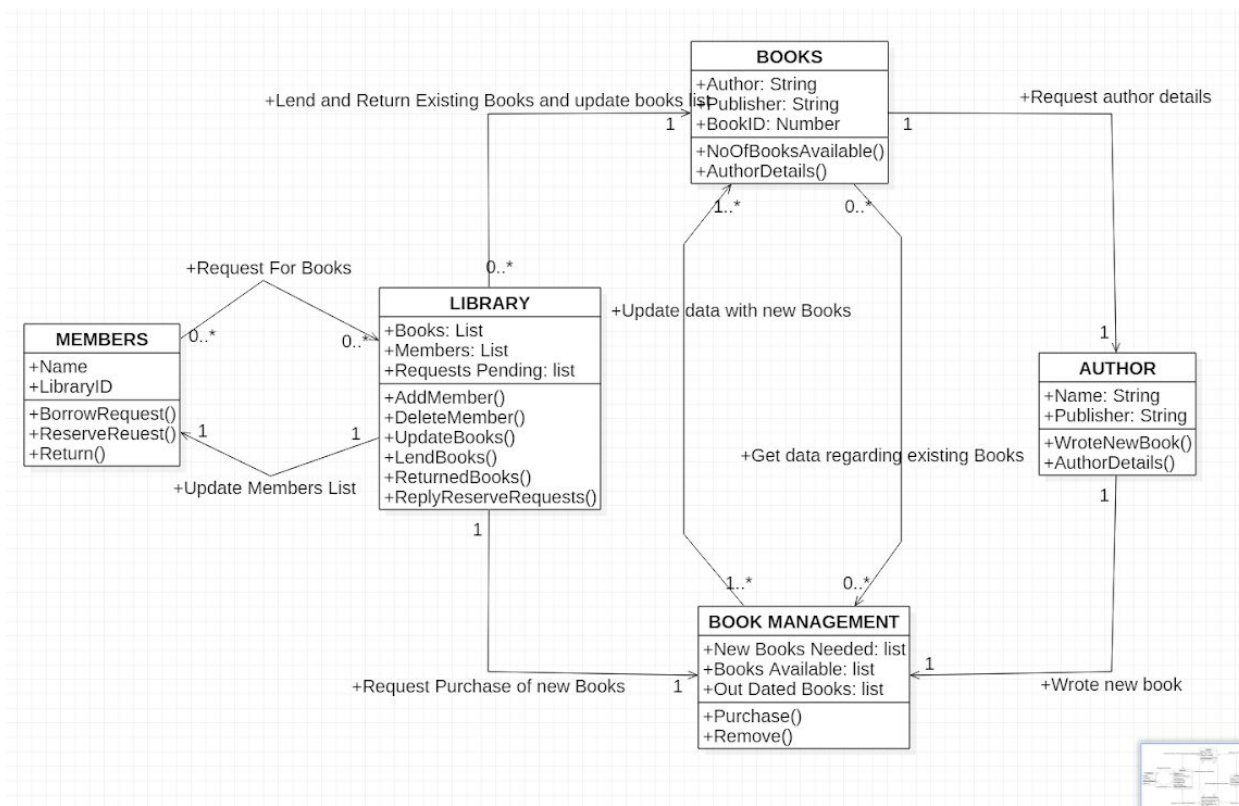 BOOKS
+Author: String
+Publisher: String
+BookID: Number
+NoOfBooksAvailable()
+AuthorDetails()
+Lend and Return Existing Books and update books list
1
1
+Request author details
1..*
0..*
+Request For Books
0..*
0..*
0..*
LIBRARY
+Books: List
+Members: List
+Requests Pending: list
+AddMember()
+DeleteMember()
+UpdateBooks()
+LendBooks()
+ReturnedBooks()
+ReplyReserveRequests()
+Update data with new Books
MEMBERS
+Name
+LibraryID
+BorrowRequest()
+ReserveReuest()
+Return()
1
1
+Update Members List
1
AUTHOR
+Name: String
+Publisher: String
+WroteNewBook()
+AuthorDetails()
+Get data regarding existing Books
1
1
1..*
0..*
BOOK MANAGEMENT
+New Books Needed: list
+Books Available: list
+Out Dated Books: list
+Purchase()
+Remove()
+Request Purchase of new Books
1
1
+Wrote new book